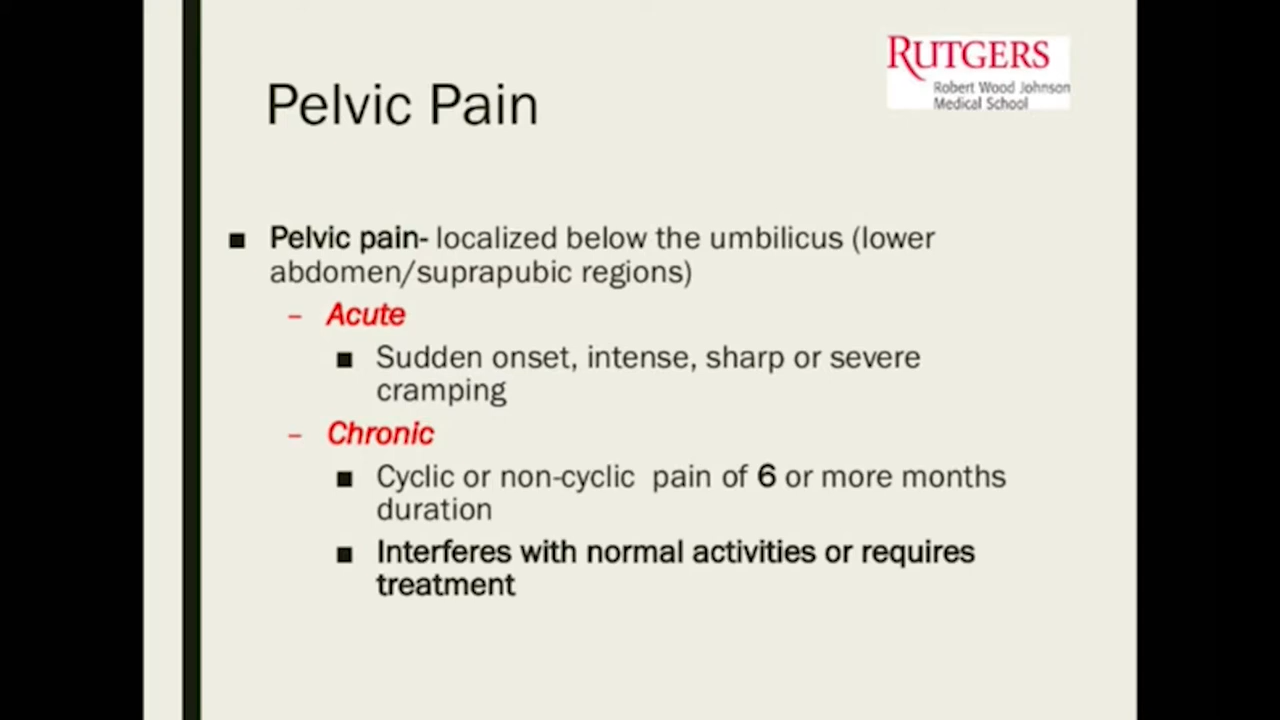 RUTGERS
Robert Wood Johnson
Medical School
Pelvic Pain
■ Pelvic pain- localized below the umbilicus (lower
abdomen/suprapubic regions)
– Acute
■ Sudden onset, intense, sharp or severe
cramping
– Chronic
■ Cyclic or non-cyclic pain of 6 or more months
duration
■ Interferes with normal activities or requires
treatment